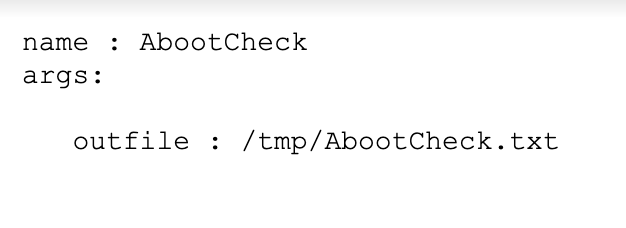 name : AbootCheck
args:
outfile : /tmp/AbootCheck.txt